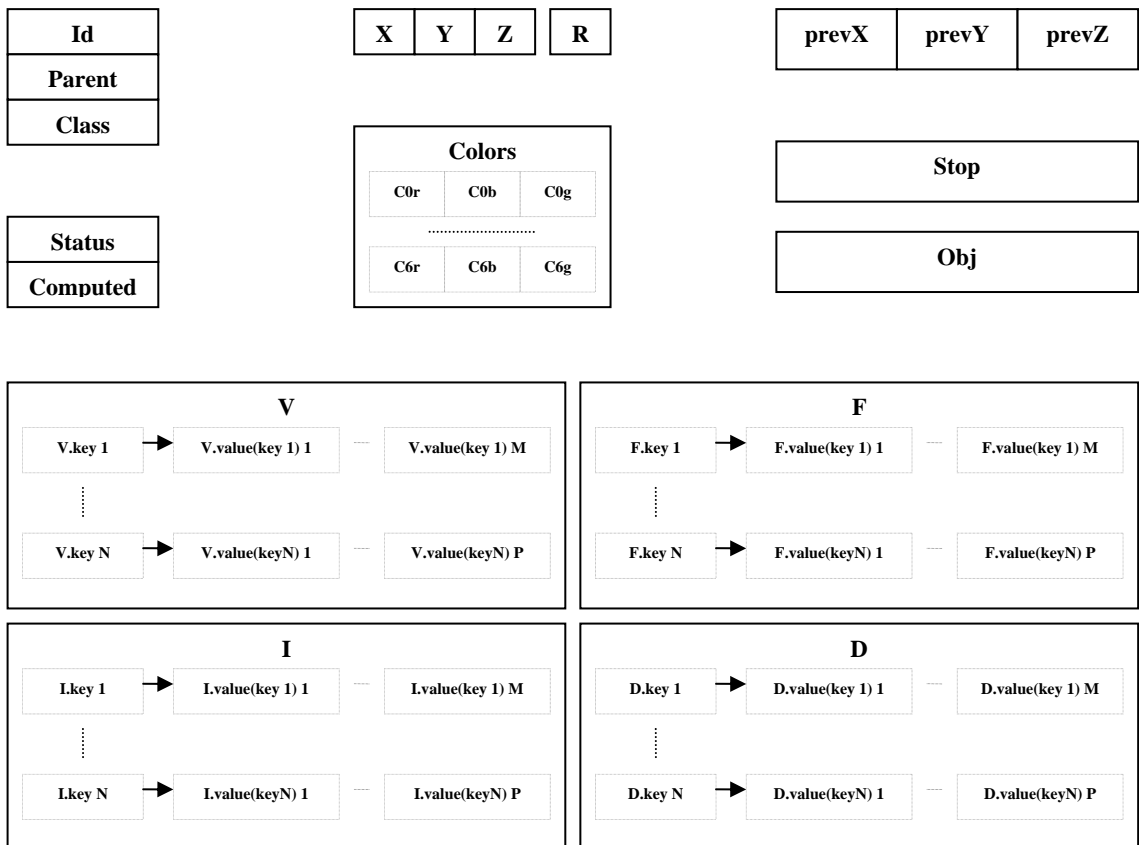 Id
Parent
Class
X Y Z R
prevX prevY prevZ
Colors
C0r C0b C0g
C6r C6b C6g
Stop
Obj
Status
Computed
V
V.key 1 V.value(key 1) 1 V.value(key 1) M
V.key N V.value(keyN) 1 V.value(keyN) P
F
F.key 1 F.value(key 1) 1 F.value(key 1) M
F.key N F.value(keyN) 1 F.value(keyN) P
I
I.key 1 I.value(key 1) 1 I.value(key 1) M
I.key N I.value(keyN) 1 I.value(keyN) P
D
D.key 1 D.value(key 1) 1 D.value(key 1) M
D.key N D.value(keyN) 1 D.value(keyN) P